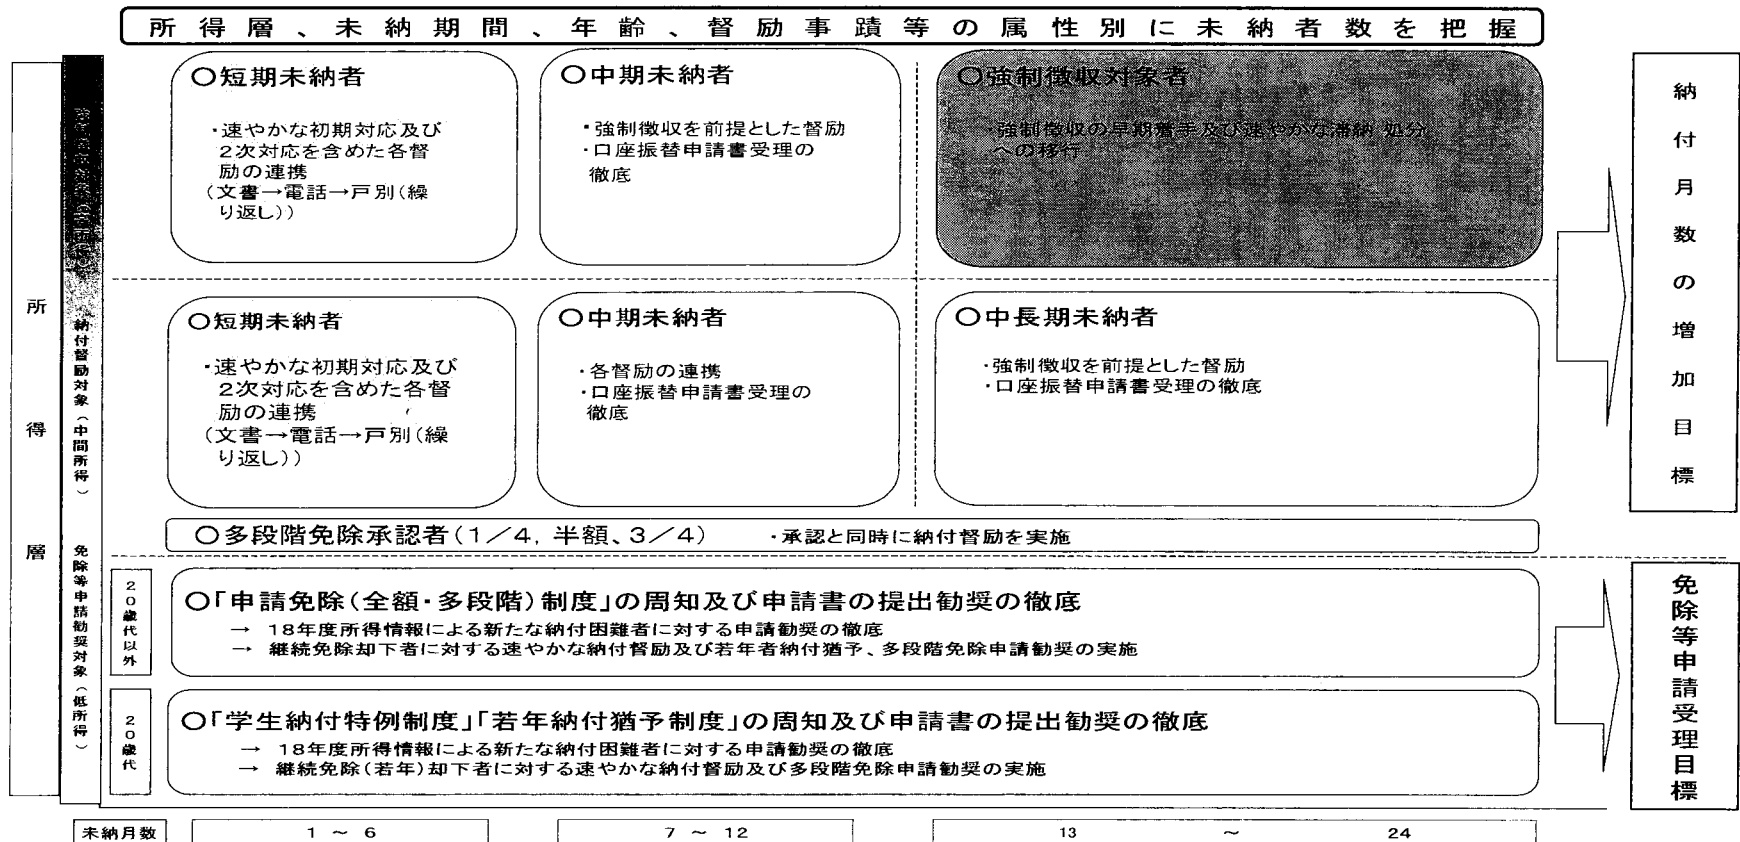 所得層、未納期間、年齢、督励事蹟等の属性別に未納者数を把握
所得層
○短期未納者
・速やかな初期対応及び
2次対応を含めた各督
励の連携
(文書→電話→戸別(繰
り返し))
○中期未納者
・強制徴収を前提とした督励
・口座振替申請書受理の
徹底
○強制徴収対象者
・強制徴収の早期着手及び速やかな滞納 処分
への移行
納付月数の増加目標
納付督励対象(中間所得)
○短期未納者
・速やかな初期対応及び
2次対応を含めた各督
励の連携
(文書→電話→戸別(繰
り返し))
○中期未納者
・各督励の連携
・口座振替申請書受理の
徹底
○中長期未納者
・強制徴収を前提とした督励
・口座振替申請書受理の徹底
○多段階免除承認者(1/4, 半額、3/4) ・承認と同時に納付督励を実施
免除等申請勧奨対象(低所得)
20歳代以外
○「申請免除(全額・多段階)制度」の周知及び申請書の提出勧奨の徹底
→ 18年度所得情報による新たな納付困難者に対する申請勧奨の徹底
→ 継続免除却下者に対する速やかな納付督励及び若年者納付猶予、多段階免除申請勧奨の実施
20歳代
○「学生納付特例制度」「若年納付猶予制度」の周知及び申請書の提出勧奨の徹底
→ 18年度所得情報による新たな納付困難者に対する申請勧奨の徹底
→ 継続免除(若年)却下者に対する速やかな納付督励及び多段階免除申請勧奨の実施
免除等申請受理目標
未納月数
1 ~ 6
7 ~ 12
13 ~ 24